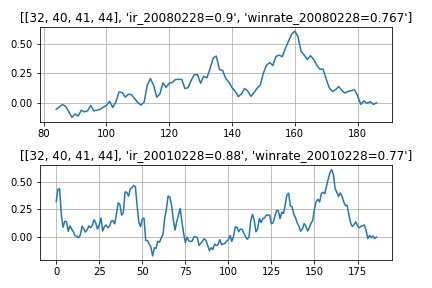 [[32, 40, 41, 44], 'ir_20080228=0.9', 'winrate_20080228=0.767']
0.50
0.25
0.00
80 100 120 140 160 180
[[32, 40, 41, 44], 'ir_20010228=0.88', 'winrate_20010228=0.77']
0.50
0.25
0.00
0 25 50 75 100 125 150 175